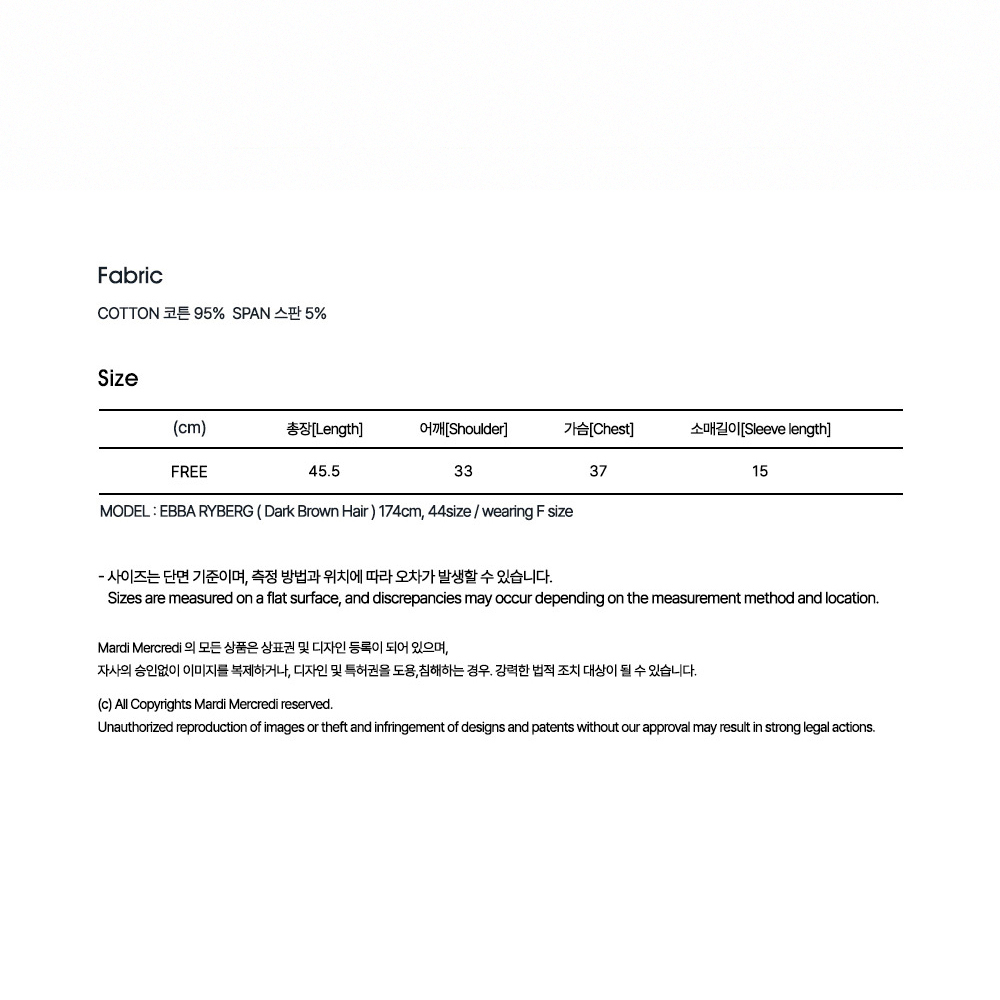 Fabric
COTTON 코튼 95% SPAN 스판 5%
Size
(cm) 총장[Length] 어깨[Shoulder] 가슴[Chest] 소매길이[Sleeve length]
FREE 45.5 33 37 15
MODEL : EBBA RYBERG ( Dark Brown Hair ) 174cm, 44size / wearing F size
- 사이즈는 단면 기준이며, 측정 방법과 위치에 따라 오차가 발생할 수 있습니다.
Sizes are measured on a flat surface, and discrepancies may occur depending on the measurement method and location.
Mardi Mercredi 의 모든 상품은 상표권 및 디자인 등록이 되어 있으며,
자사의 승인없이 이미지를 복제하거나, 디자인 및 특허권을 도용,침해하는 경우. 강력한 법적 조치 대상이 될 수 있습니다.
(c) All Copyrights Mardi Mercredi reserved.
Unauthorized reproduction of images or theft and infringement of designs and patents without our approval may result in strong legal actions.